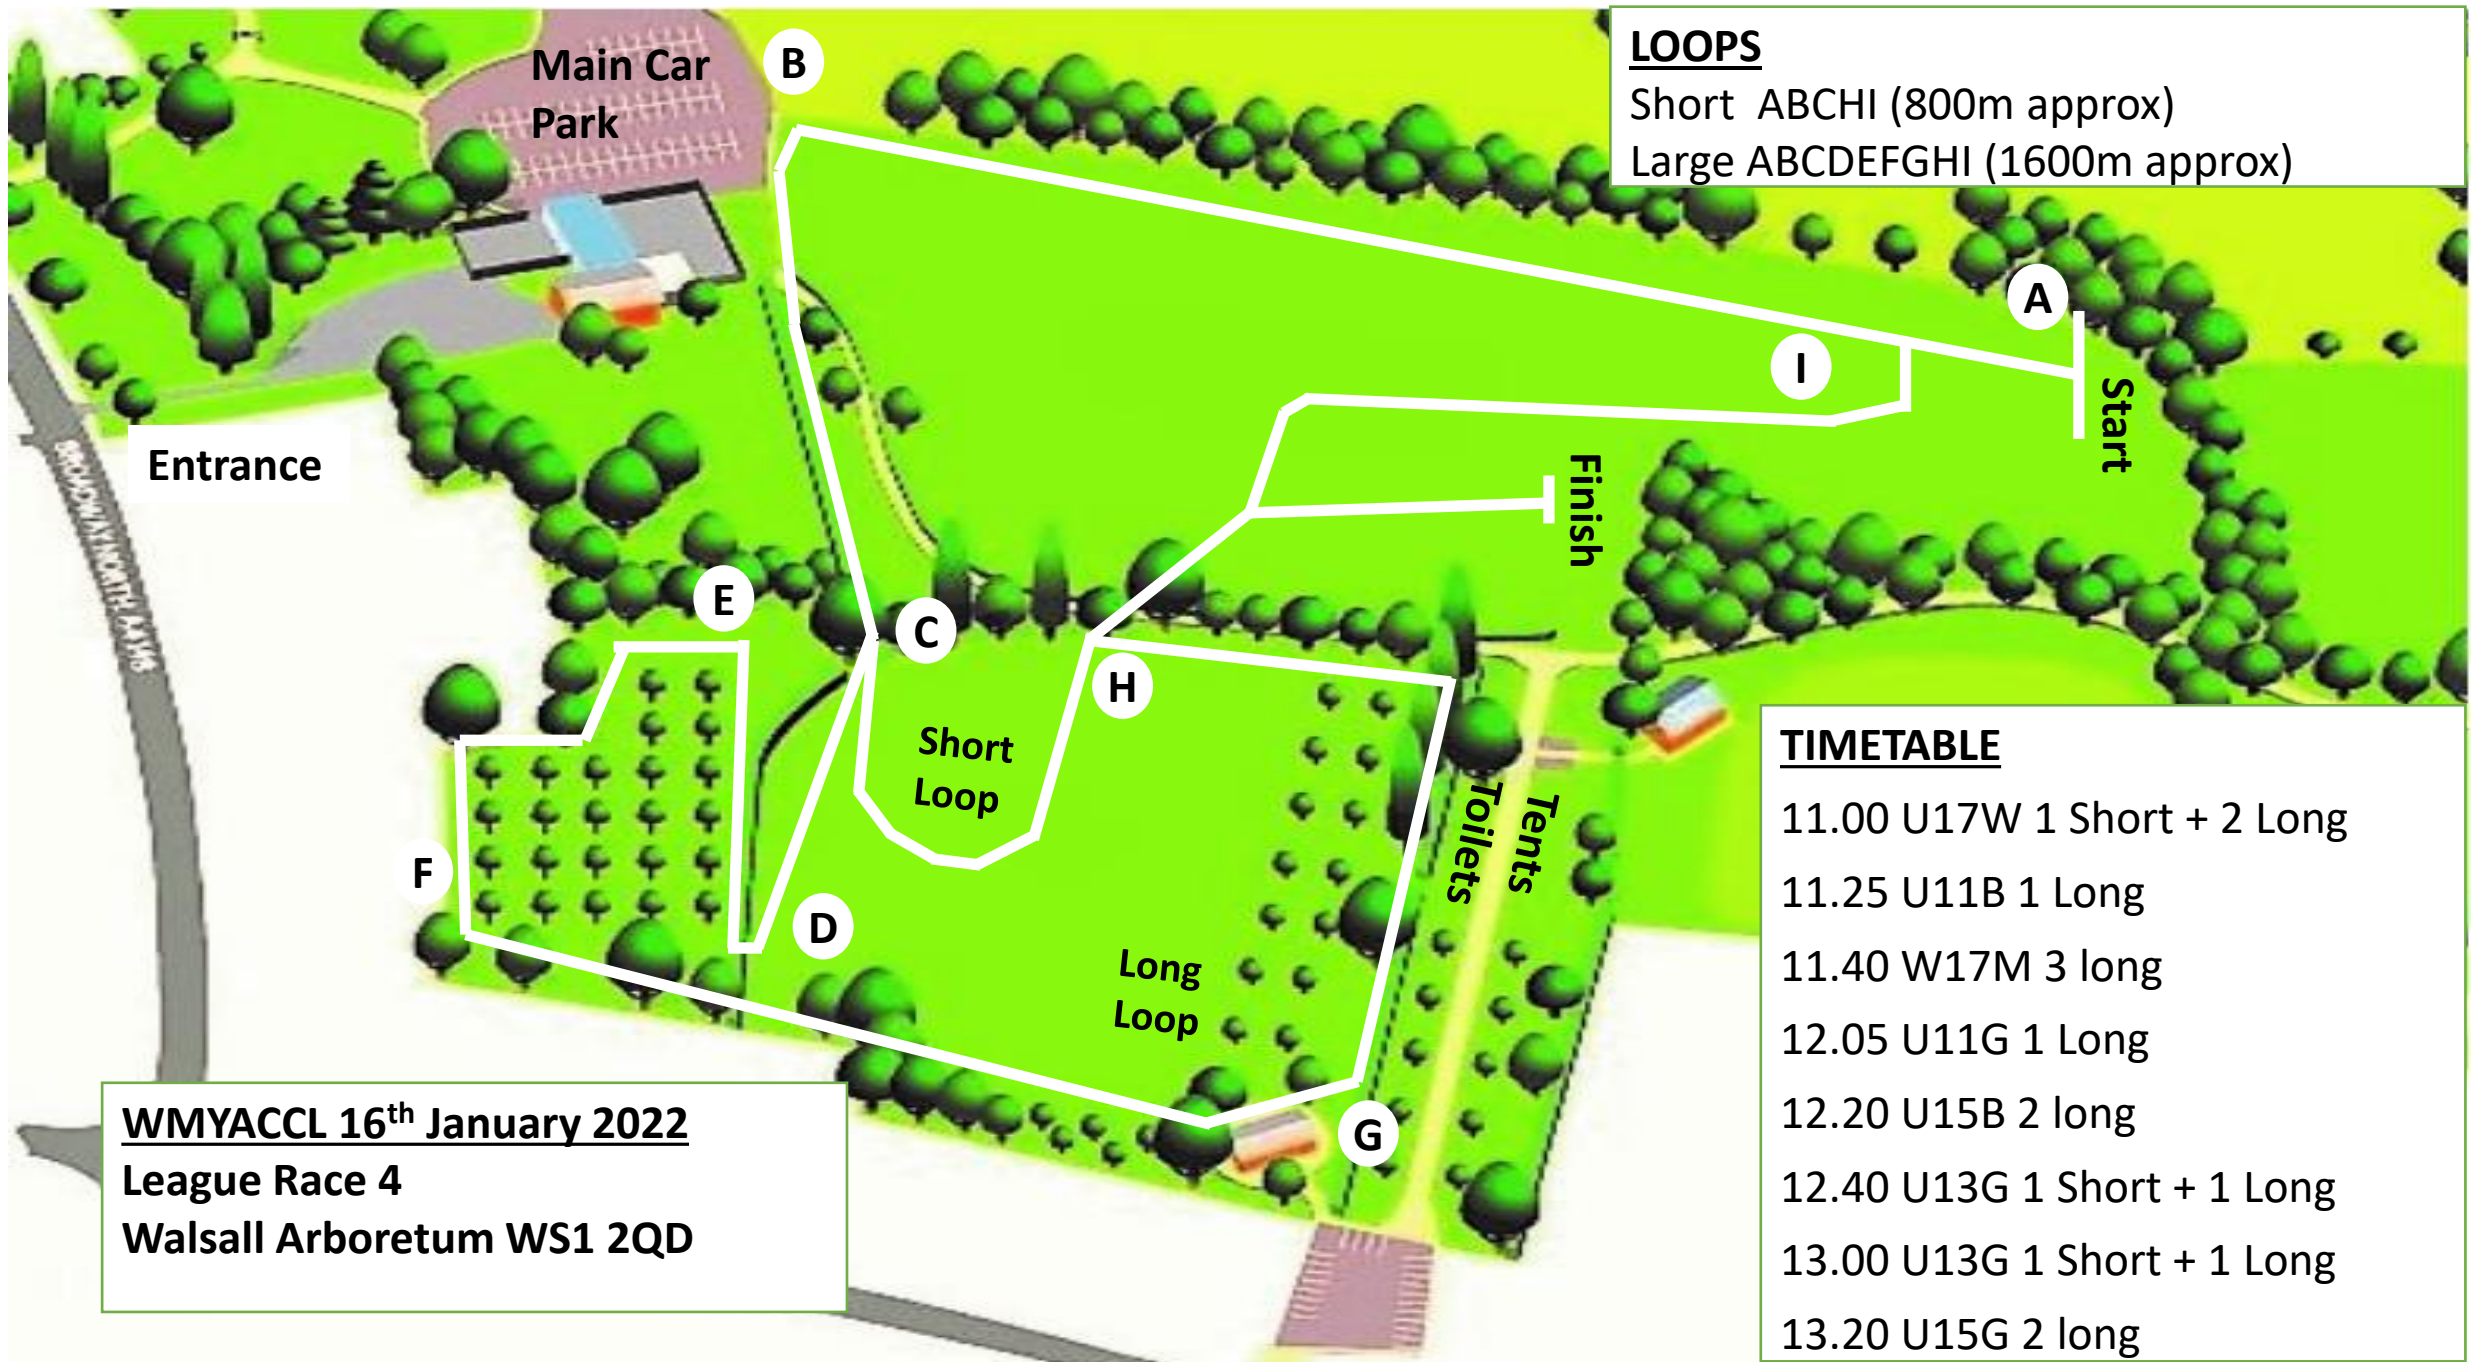 Main Car
Park
B
LOOPS
Short ABCHI (800m approx)
Large ABCDEFGHI (1600m approx)
A
I
Start
Entrance
Finish
E
C
H
Short
Loop
F
D
Toilets
Tents
Long
Loop
G
TIMETABLE
11.00 U17W 1 Short + 2 Long
11.25 U11B 1 Long
11.40 W17M 3 long
12.05 U11G 1 Long
12.20 U15B 2 long
12.40 U13G 1 Short + 1 Long
13.00 U13G 1 Short + 1 Long
13.20 U15G 2 long
WMYACCL 16th January 2022
League Race 4
Walsall Arboretum WS1 2QD